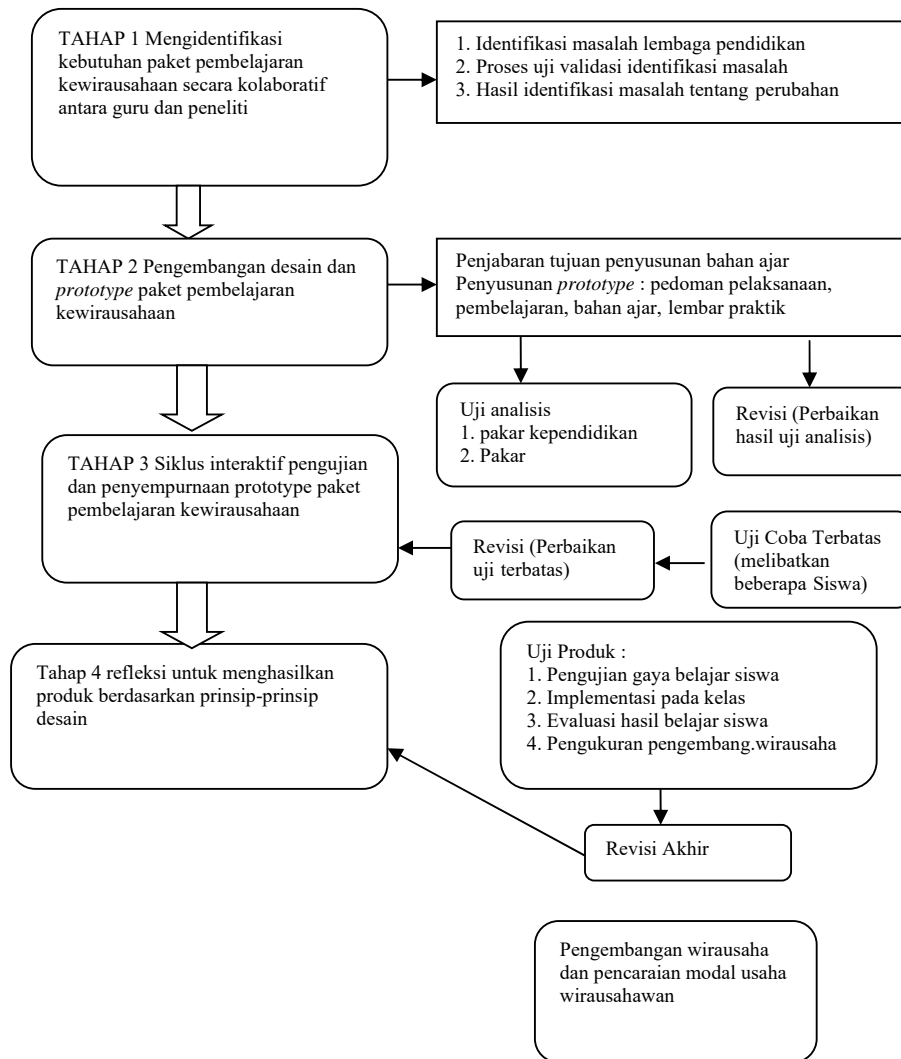 TAHAP 1 Mengidentifikasi
kebutuhan paket pembelajaran
kewirausahaan secara kolaboratif
antara guru dan peneliti
1. Identifikasi masalah lembaga pendidikan
2. Proses uji validasi identifikasi masalah
3. Hasil identifikasi masalah tentang perubahan
TAHAP 2 Pengembangan desain dan
prototype paket pembelajaran
kewirausahaan
Penjabaran tujuan penyusunan bahan ajar
Penyusunan prototype : pedoman pelaksanaan,
pembelajaran, bahan ajar, lembar praktik
Uji analisis
1. pakar kependidikan
2. Pakar
Revisi (Perbaikan
hasil uji analisis)
TAHAP 3 Siklus interaktif pengujian
dan penyempurnaan prototype paket
pembelajaran kewirausahaan
Revisi (Perbaikan
uji terbatas)
Uji Coba Terbatas
(melibatkan
beberapa Siswa)
Tahap 4 refleksi untuk menghasilkan
produk berdasarkan prinsip-prinsip
desain
Uji Produk :
1. Pengujian gaya belajar siswa
2. Implementasi pada kelas
3. Evaluasi hasil belajar siswa
4. Pengukuran pengembang.wirausaha
Revisi Akhir
Pengembangan wirausaha
dan pencaraian modal usaha
wirausahawan